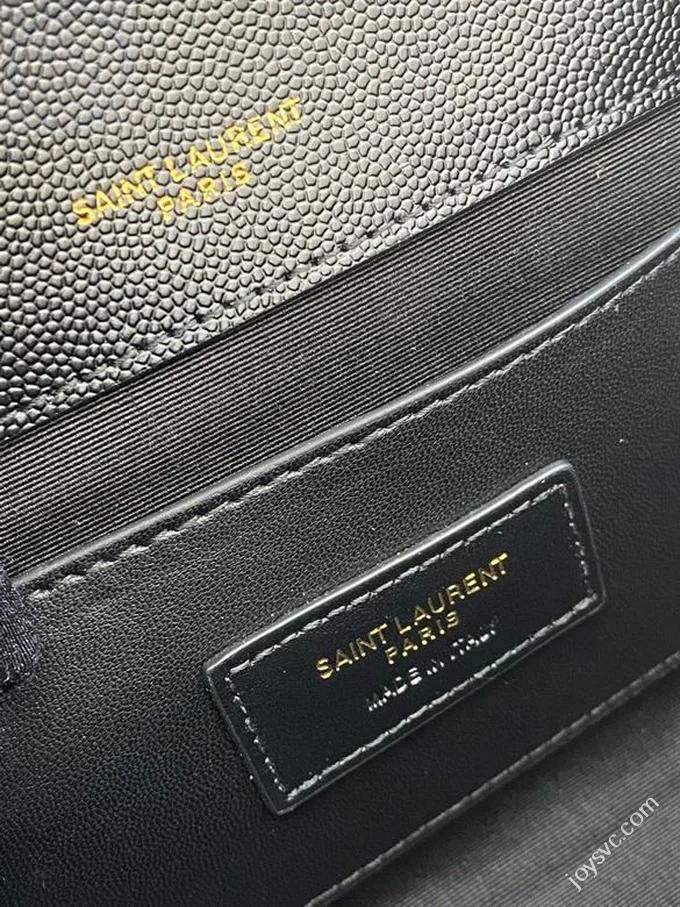 SAINT LAURENT
PARIS
SAINT LAURENT
PARIS
MADE IN ITALY
joysvc.com